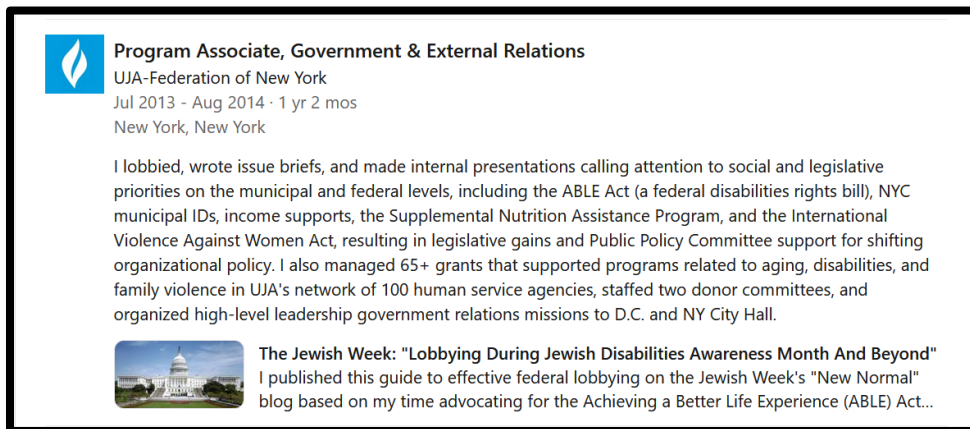 Program Associate, Government & External Relations
UJA-Federation of New York
Jul 2013 - Aug 2014 · 1 yr 2 mos
New York, New York
I lobbied, wrote issue briefs, and made internal presentations calling attention to social and legislative
priorities on the municipal and federal levels, including the ABLE Act (a federal disabilities rights bill), NYC
municipal IDs, income supports, the Supplemental Nutrition Assistance Program, and the International
Violence Against Women Act, resulting in legislative gains and Public Policy Committee support for shifting
organizational policy. I also managed 65+ grants that supported programs related to aging, disabilities, and
family violence in UJA's network of 100 human service agencies, staffed two donor committees, and
organized high-level leadership government relations missions to D.C. and NY City Hall.
The Jewish Week: "Lobbying During Jewish Disabilities Awareness Month And Beyond"
I published this guide to effective federal lobbying on the Jewish Week's "New Normal"
blog based on my time advocating for the Achieving a Better Life Experience (ABLE) Act...